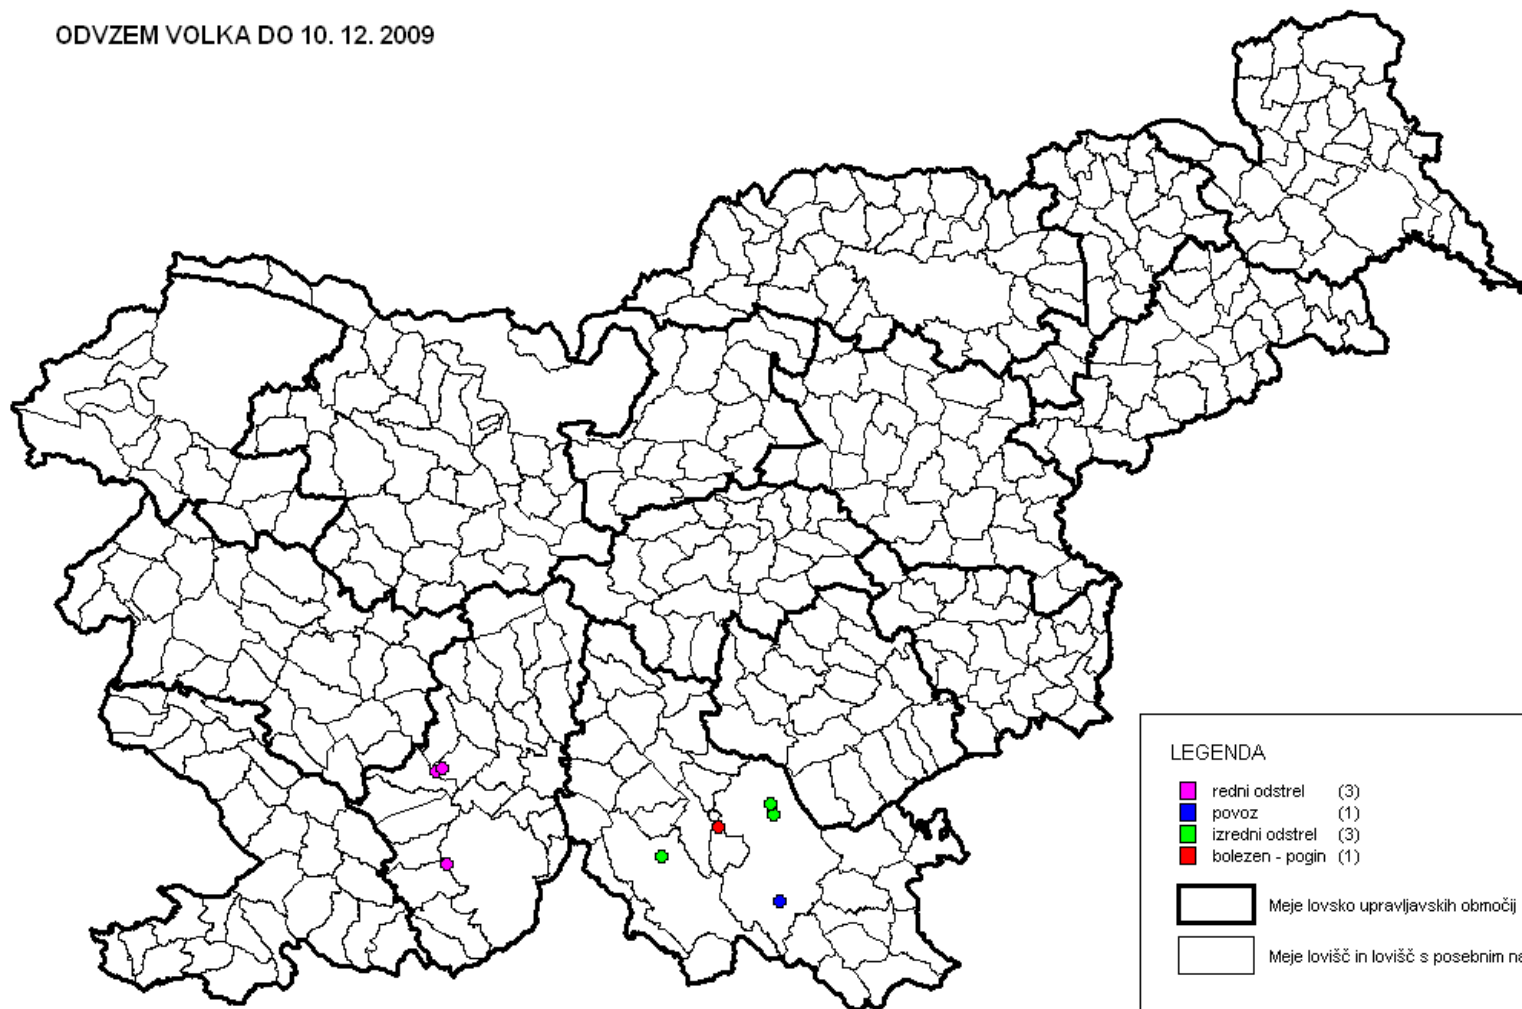 ODVZEM VOLKA DO 10. 12. 2009
LEGENDA
redni odstrel (3)
povoz (1)
izredni odstrel (3)
bolezen - pogin (1)
Meje lovsko upravljavskih območij
Meje lovišč in lovišč s posebnim